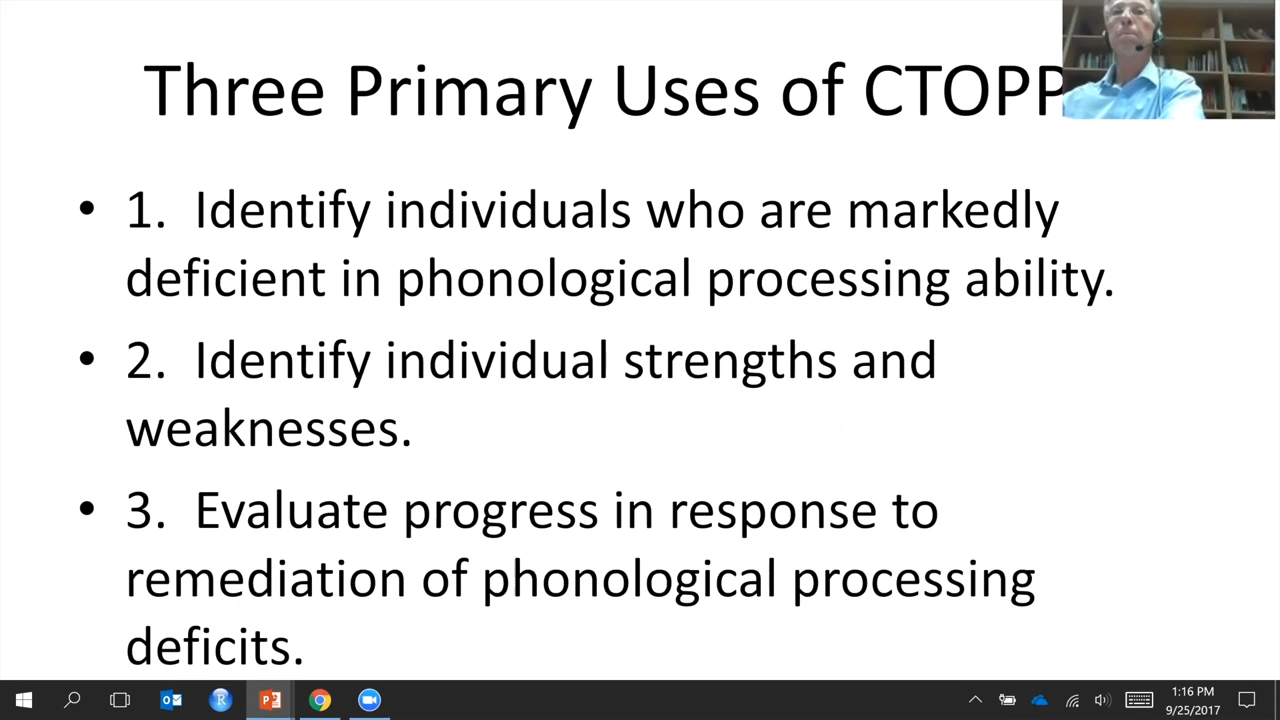 Three Primary Uses of CTOPP
• 1. Identify individuals who are markedly
deficient in phonological processing ability.
• 2. Identify individual strengths and
weaknesses.
• 3. Evaluate progress in response to
remediation of phonological processing
deficits.
1:16 PM
9/25/2017